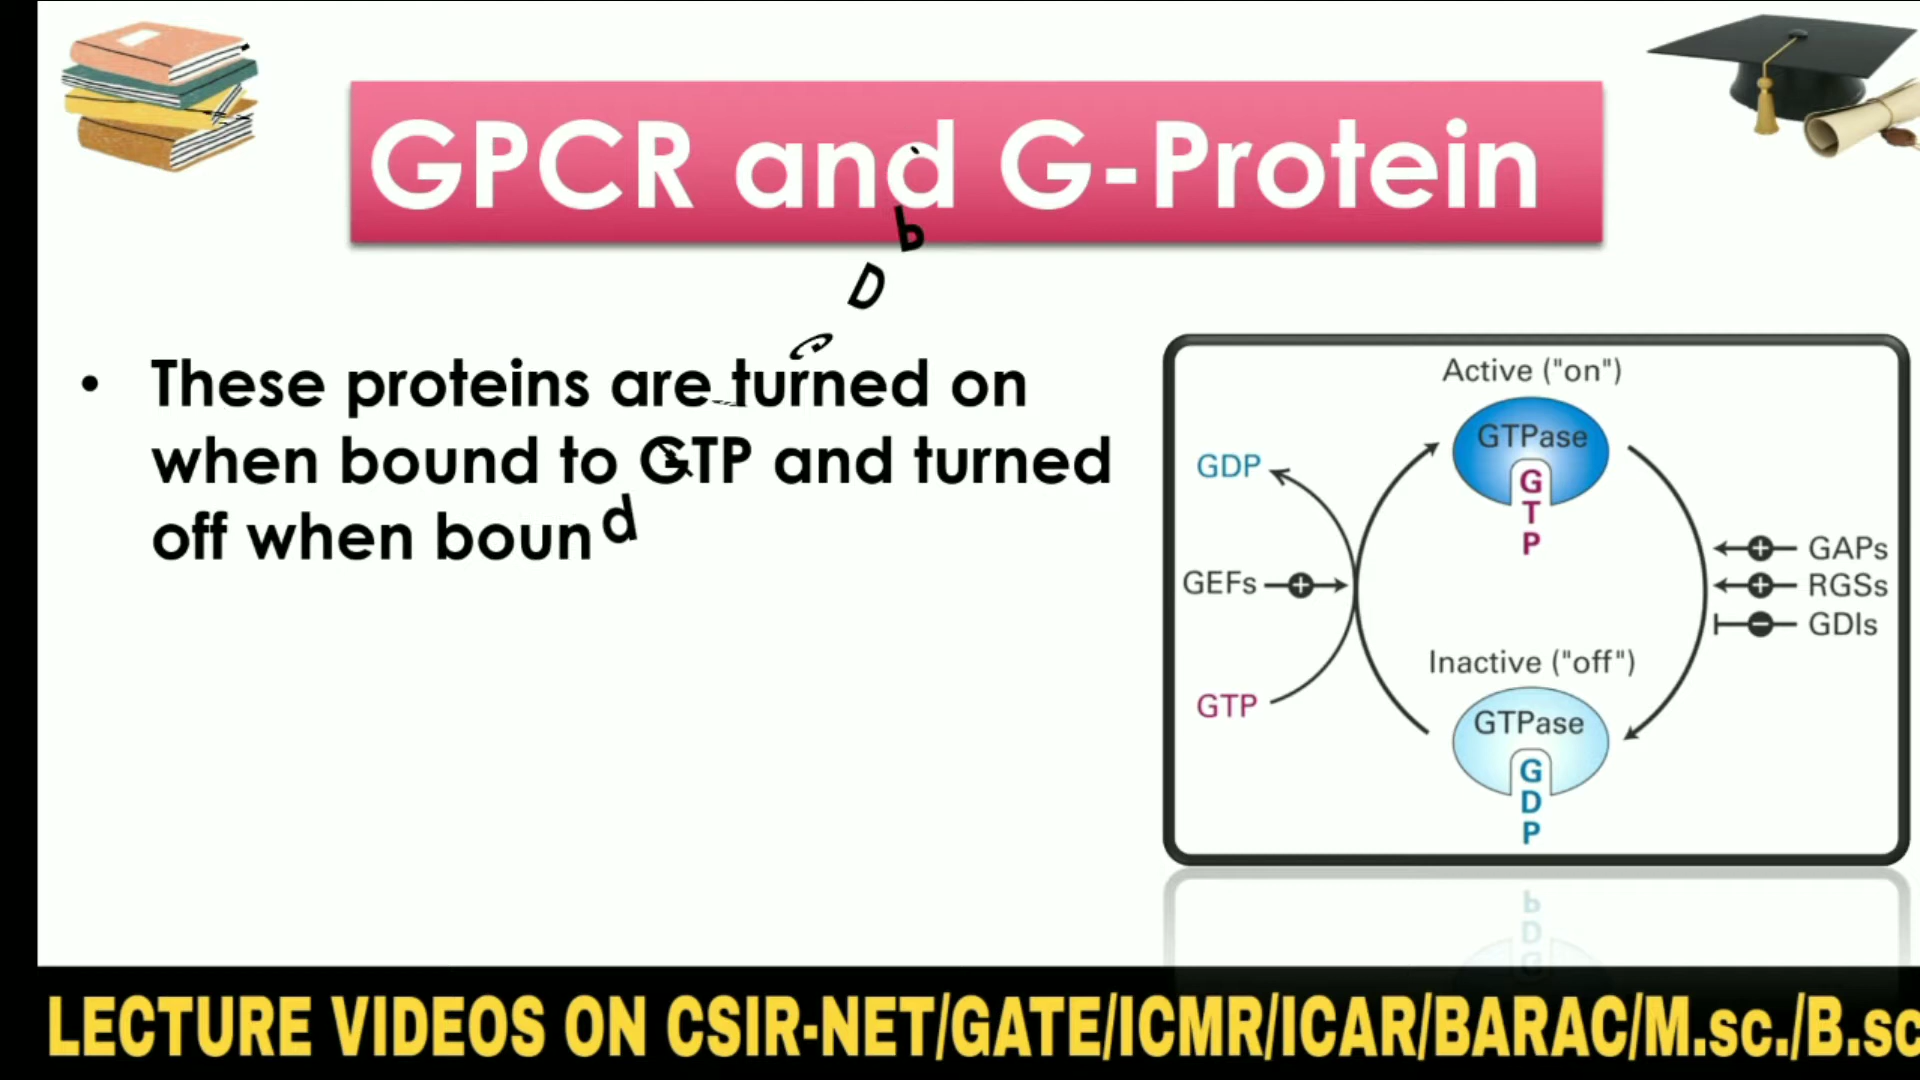 GPCR and G-Protein
• These proteins are turned on
when bound to GTP and turned
off when bound
Active ("on")
GTPase
G
T
P
GDP
GEFs
GTP
GAPs
RGSs
GDIs
Inactive ("off")
GTPase
G
D
P
LECTURE VIDEOS ON CSIR-NET/GATE/ICMR/ICAR/BARAC/M.sc./B.sc